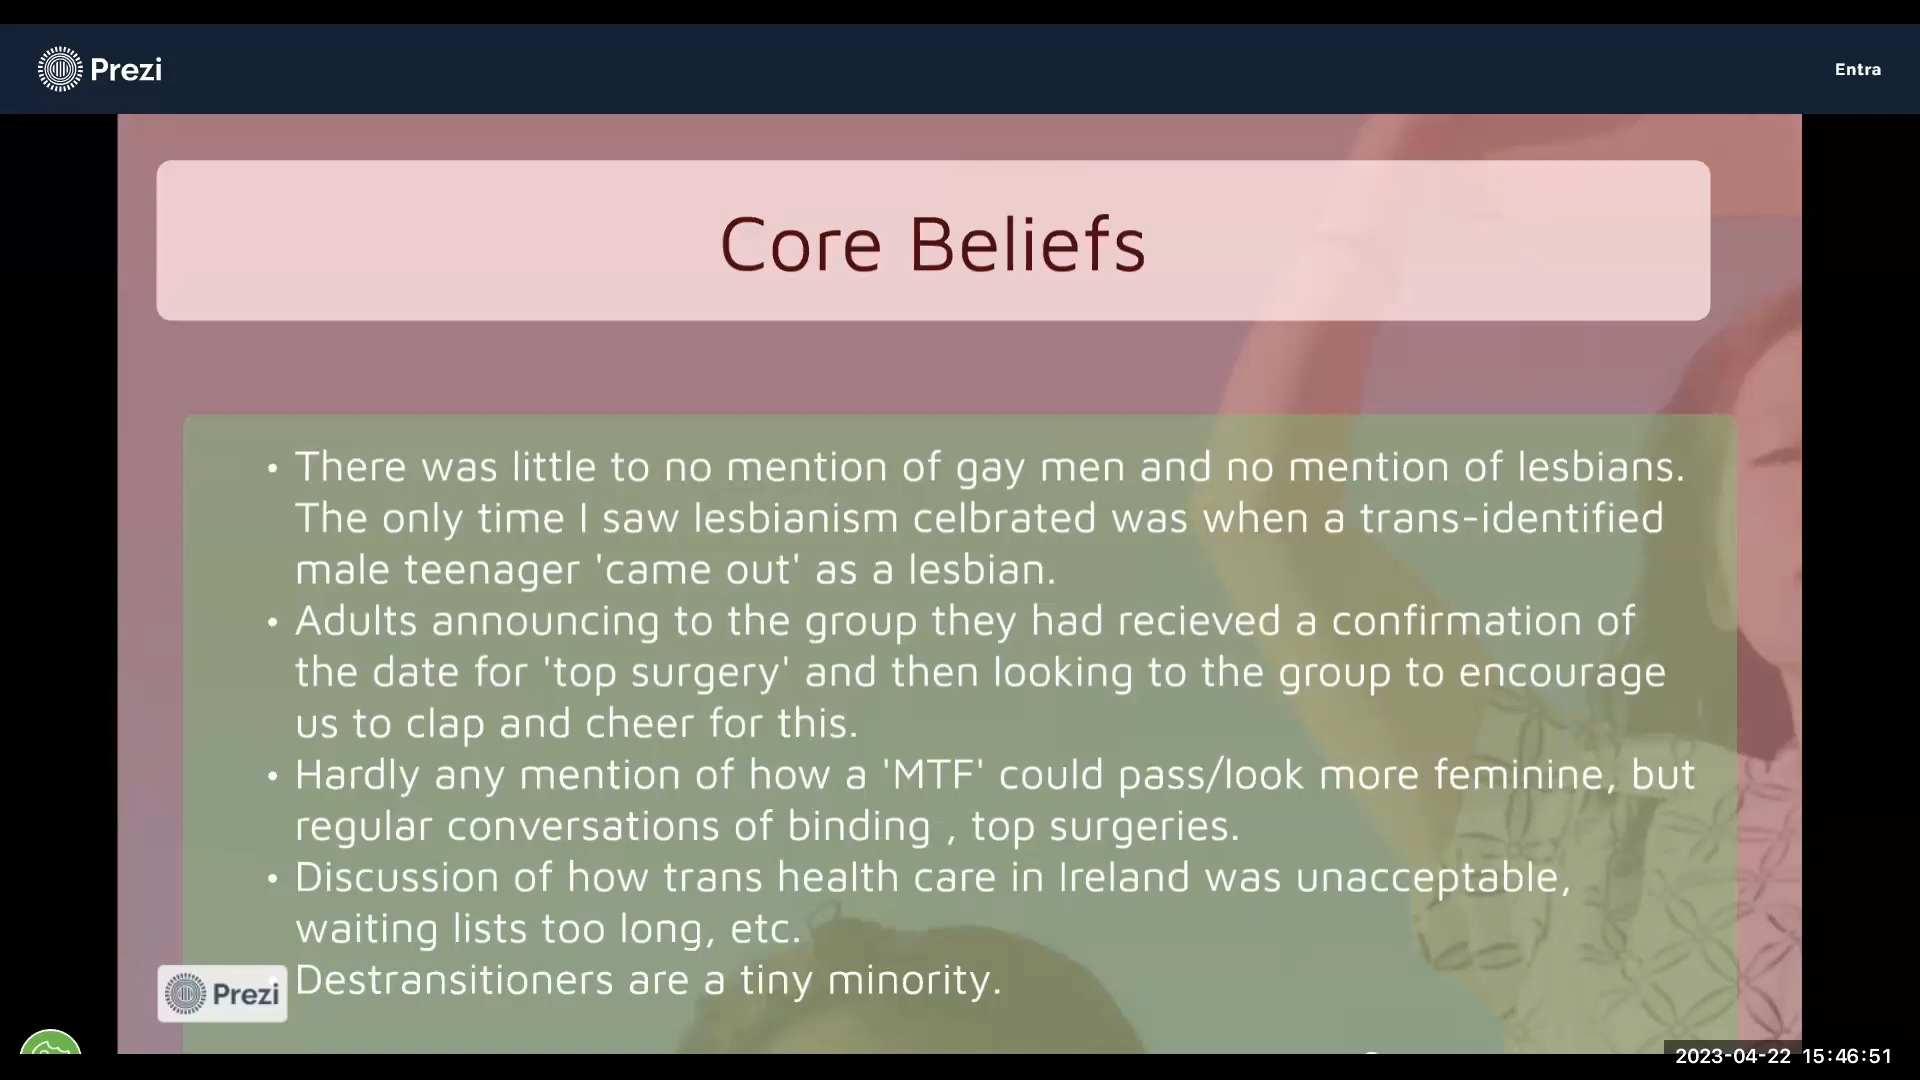 Prezi
Entra
Core Beliefs
• There was little to no mention of gay men and no mention of lesbians.
The only time I saw lesbianism celbrated was when a trans-identified
male teenager 'came out' as a lesbian.
• Adults announcing to the group they had recieved a confirmation of
the date for 'top surgery' and then looking to the group to encourage
us to clap and cheer for this.
• Hardly any mention of how a 'MTF' could pass/look more feminine, but
regular conversations of binding , top surgeries.
• Discussion of how trans health care in Ireland was unacceptable,
waiting lists too long, etc.
Destransitioners are a tiny minority.
Prezi
2023-04-22 15:46:51